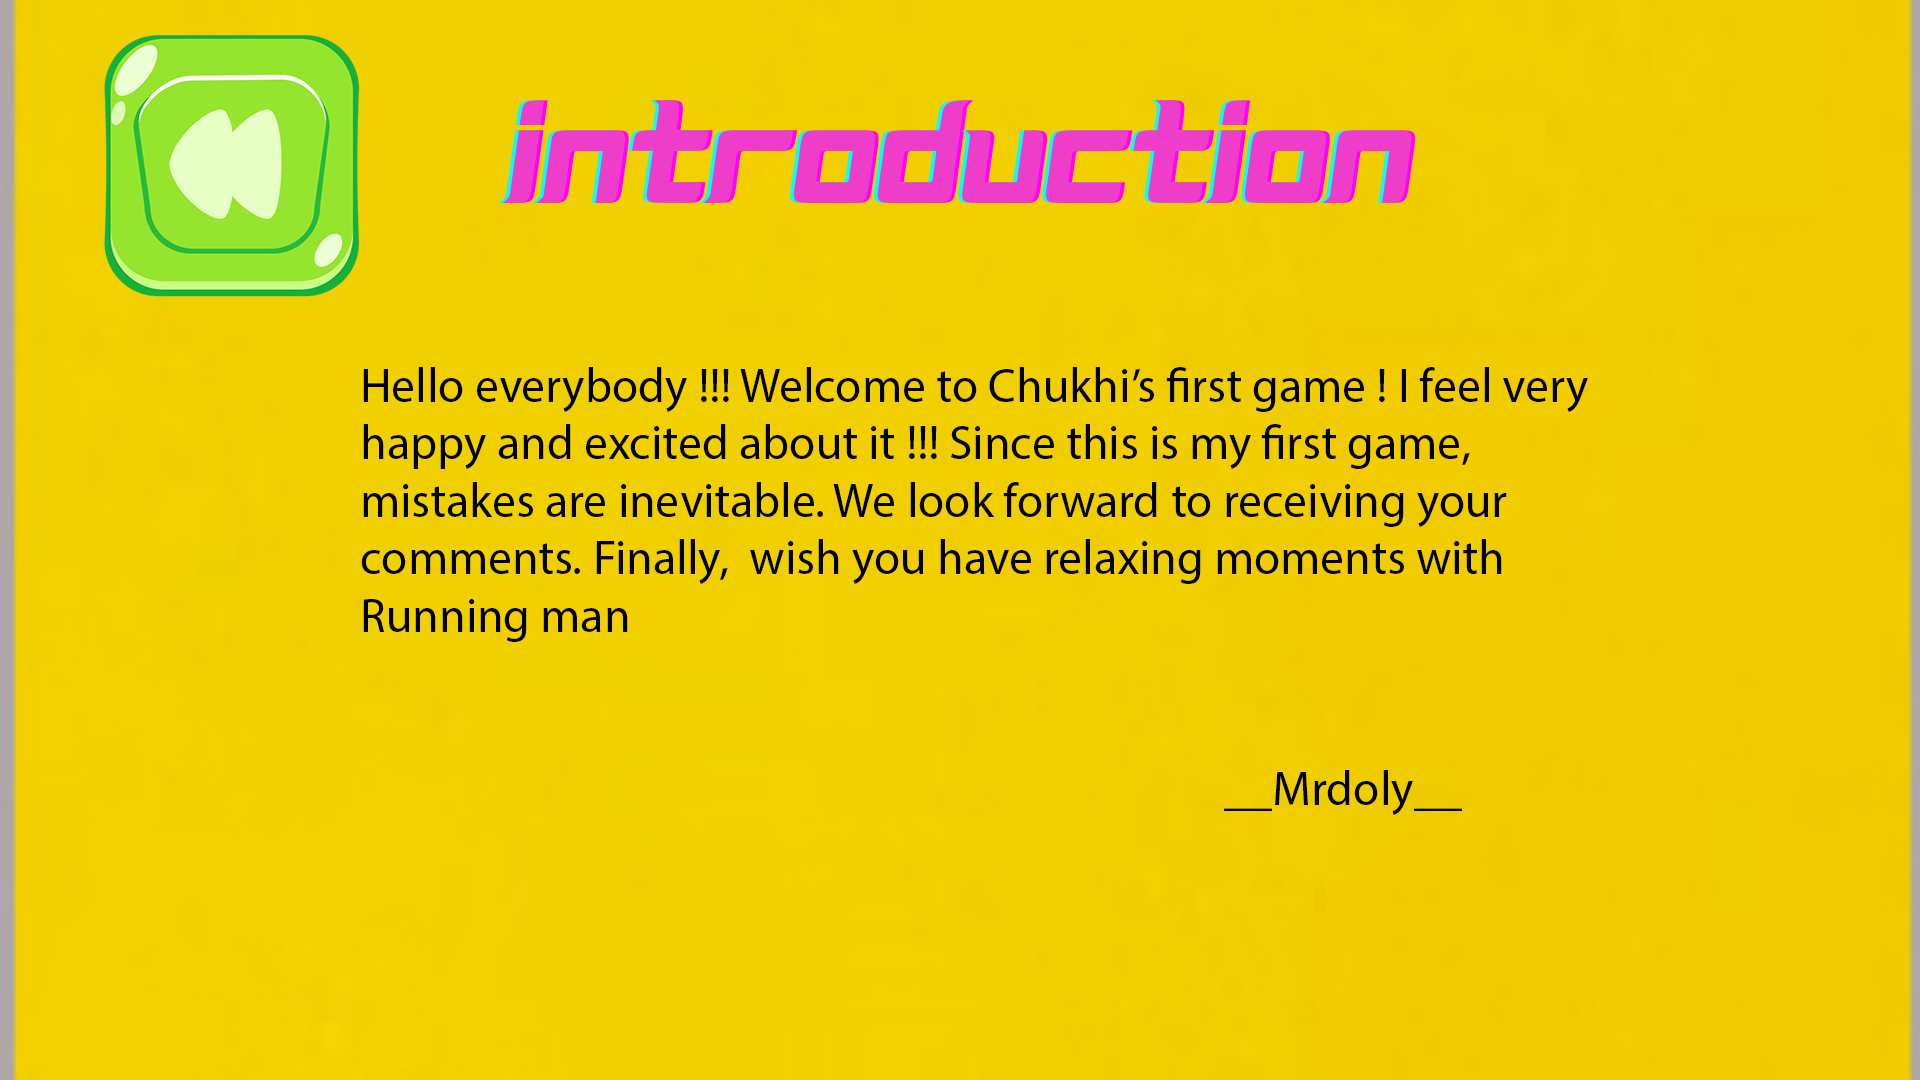 introduction
Hello everybody !!! Welcome to Chukhi’s first game ! I feel very
happy and excited about it !!! Since this is my first game,
mistakes are inevitable. We look forward to receiving your
comments. Finally,  wish you have relaxing moments with
Running man
__Mrdoly__